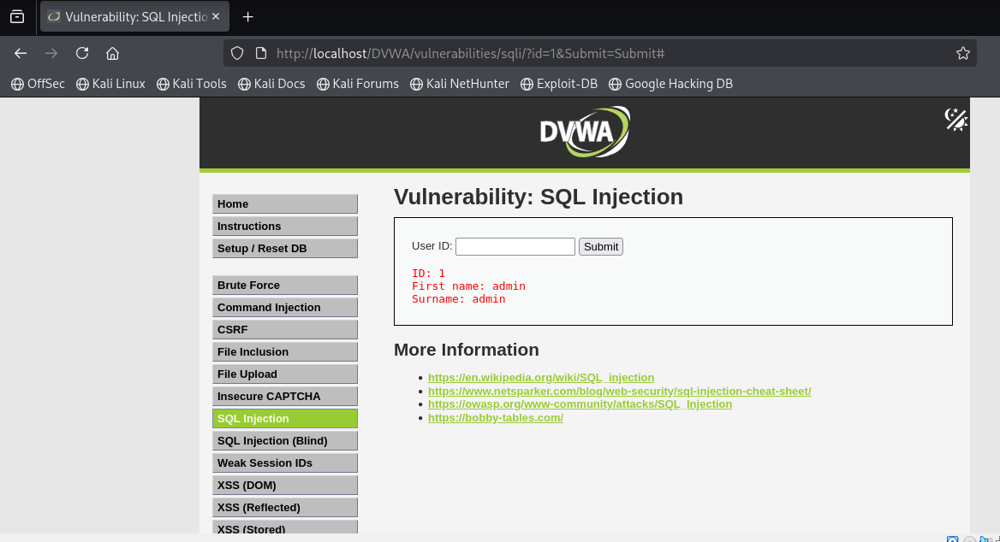 Vulnerability: SQL Injectio
http://localhost/DVWA/vulnerabilities/sqli/?id=1&Submit=Submit#
OffSec Kali Linux Kali Tools Kali Docs Kali Forums Kali NetHunter Exploit-DB Google Hacking DB
DVWA
Home
Instructions
Setup / Reset DB
Brute Force
Command Injection
CSRF
File Inclusion
File Upload
Insecure CAPTCHA
SQL Injection
SQL Injection (Blind)
Weak Session IDs
XSS (DOM)
XSS (Reflected)
XSS (Stored)
Vulnerability: SQL Injection
User ID: Submit
ID: 1
First name: admin
Surname: admin
More Information
https://en.wikipedia.org/wiki/SQL_injection
https://www.netsparker.com/blog/web-security/sql-injection-cheat-sheet/
https://owasp.org/www-community/attacks/SQL_Injection
https://bobby-tables.com/